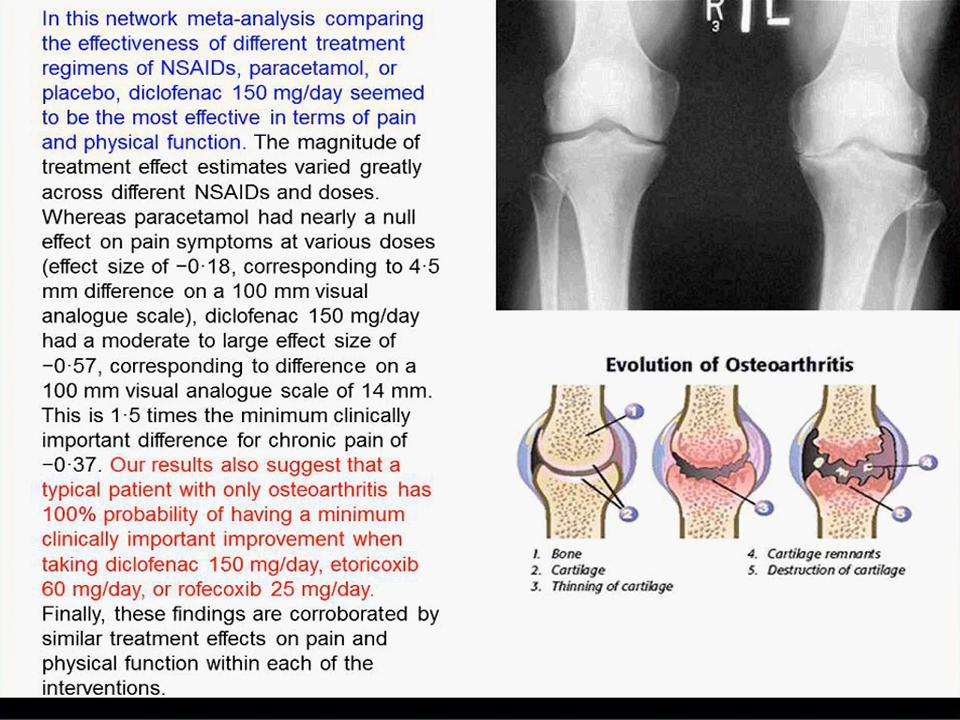 In this network meta-analysis comparing
the effectiveness of different treatment
regimens of NSAIDs, paracetamol, or
placebo, diclofenac 150 mg/day seemed
to be the most effective in terms of pain
and physical function. The magnitude of
treatment effect estimates varied greatly
across different NSAIDs and doses.
Whereas paracetamol had nearly a null
effect on pain symptoms at various doses
(effect size of −0·18, corresponding to 4·5
mm difference on a 100 mm visual
analogue scale), diclofenac 150 mg/day
had a moderate to large effect size of
−0·57, corresponding to difference on a
100 mm visual analogue scale of 14 mm.
This is 1·5 times the minimum clinically
important difference for chronic pain of
−0·37. Our results also suggest that a
typical patient with only osteoarthritis has
100% probability of having a minimum
clinically important improvement when
taking diclofenac 150 mg/day, etoricoxib
60 mg/day, or rofecoxib 25 mg/day.
Finally, these findings are corroborated by
similar treatment effects on pain and
physical function within each of the
interventions.
R
3
L
Evolution of Osteoarthritis
1
2
3
4
5
1. Bone
2. Cartilage
3. Thinning of cartilage
4. Cartilage remnants
5. Destruction of cartilage